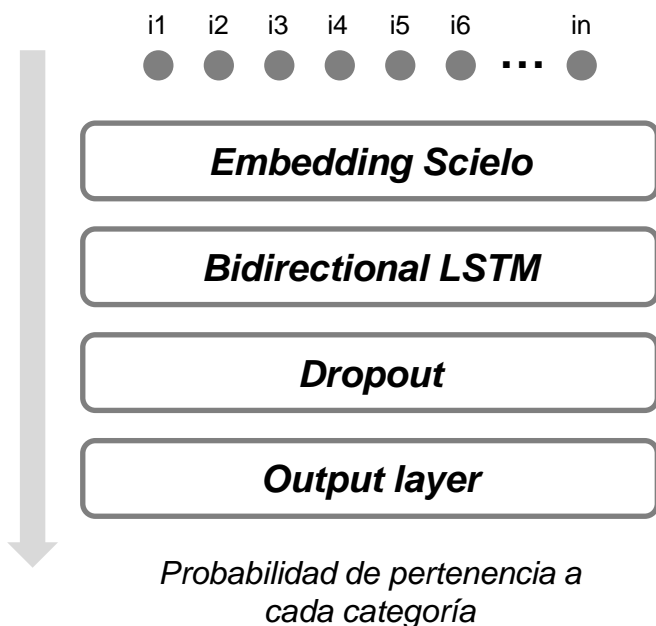 i1 i2 i3 i4 i5 i6 ... in
Embedding Scielo
Bidirectional LSTM
Dropout
Output layer
Probabilidad de pertenencia a
cada categoría